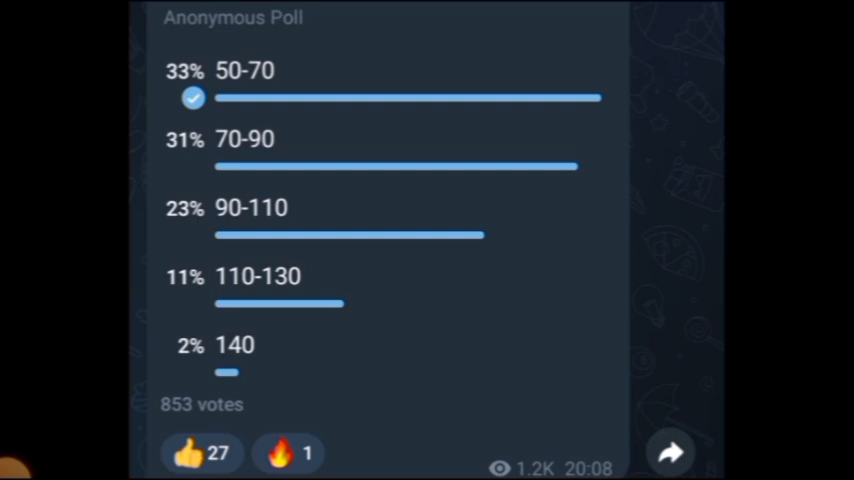 Anonymous Poll
33% 50-70
31% 70-90
23% 90-110
11% 110-130
2% 140
853 votes
👍 27 🔥 1
1.2K 20:08